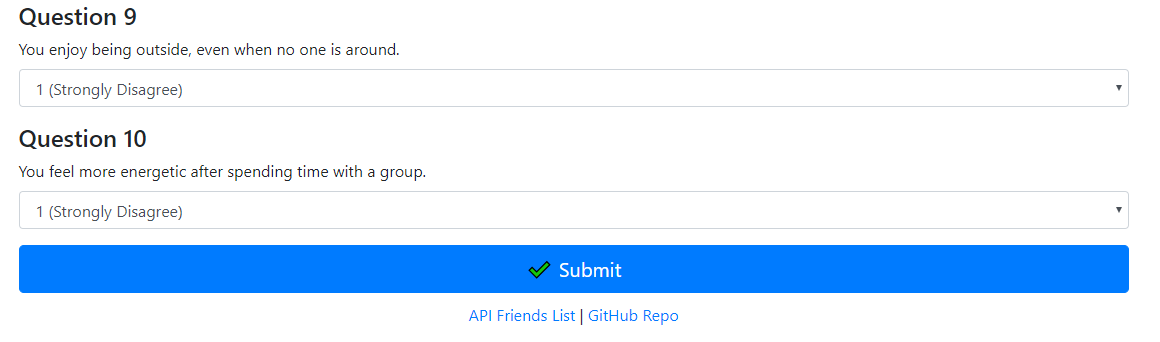 Question 9
You enjoy being outside, even when no one is around.
1 (Strongly Disagree)
Question 10
You feel more energetic after spending time with a group.
1 (Strongly Disagree)
Submit
API Friends List | GitHub Repo